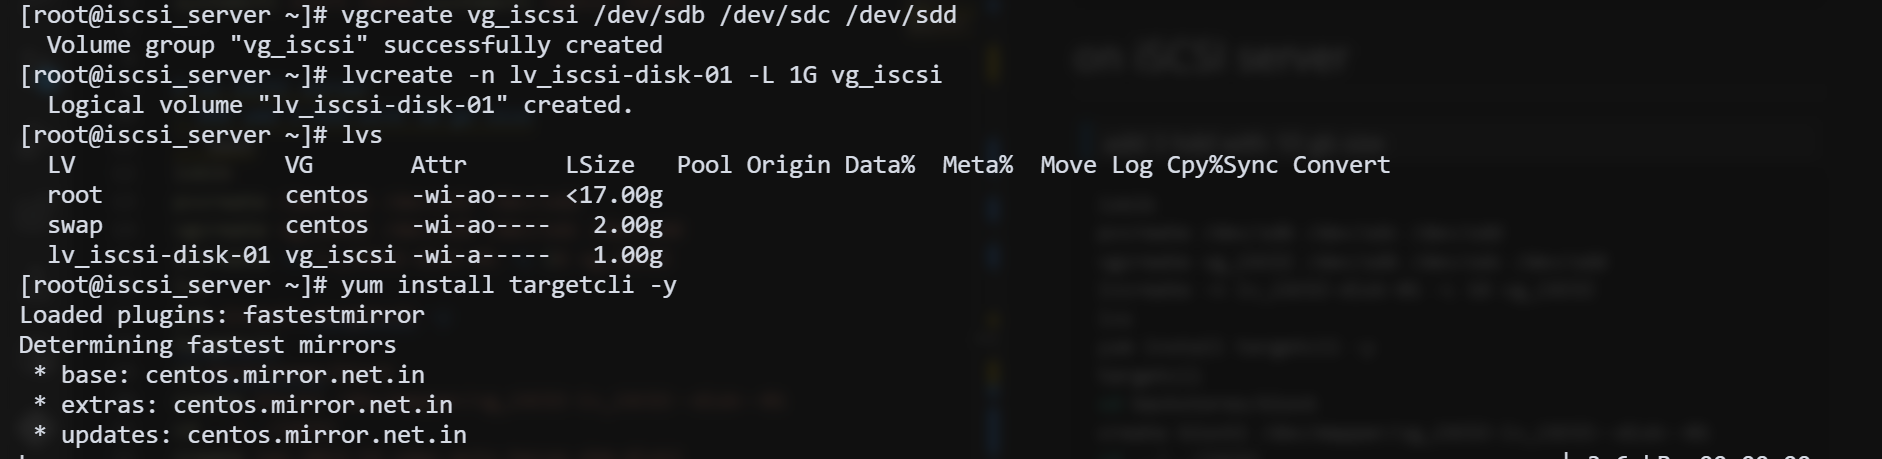 [root@iscsi_server ~]# vgcreate vg_iscsi /dev/sdb /dev/sdc /dev/sdd
  Volume group "vg_iscsi" successfully created
[root@iscsi_server ~]# lvcreate -n lv_iscsi-disk-01 -L 1G vg_iscsi
  Logical volume "lv_iscsi-disk-01" created.
[root@iscsi_server ~]# lvs
  LV               VG       Attr       LSize   Pool Origin Data%  Meta%  Move Log Cpy%Sync Convert
  root             centos   -wi-ao---- <17.00g
  swap             centos   -wi-ao----   2.00g
  lv_iscsi-disk-01 vg_iscsi -wi-a-----   1.00g
[root@iscsi_server ~]# yum install targetcli -y
Loaded plugins: fastestmirror
Determining fastest mirrors
 * base: centos.mirror.net.in
 * extras: centos.mirror.net.in
 * updates: centos.mirror.net.in
on iSCSI server